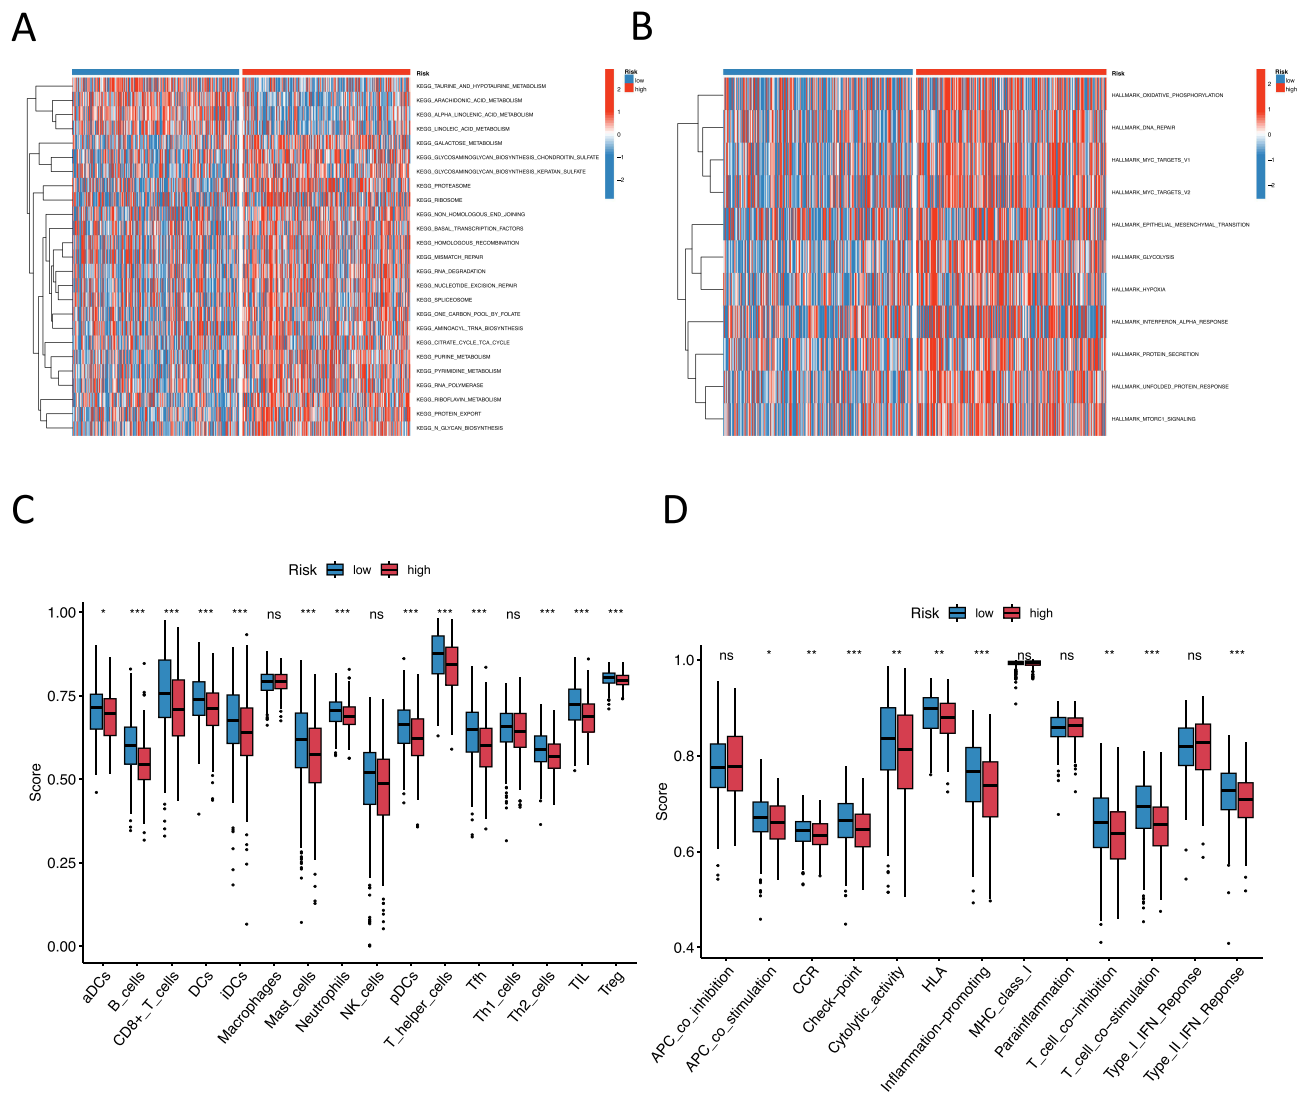 A
B
Risk
KEGG_TAURINE_AND_HYPOTAURINE_METABOLISM
KEGG_ARACHIDONIC_ACID_METABOLISM
KEGG_ALPHA_LINOLENIC_ACID_METABOLISM
KEGG_LINOLEIC_ACID_METABOLISM
KEGG_GALACTOSE_METABOLISM
KEGG_GLYCOSAMINOGLYCAN_BIOSYNTHESIS_CHONDROITIN_SULFATE
KEGG_GLYCOSAMINOGLYCAN_BIOSYNTHESIS_KERATAN_SULFATE
KEGG_PROTEASOME
KEGG_RIBOSOME
KEGG_NON_HOMOLOGOUS_END_JOINING
KEGG_BASAL_TRANSCRIPTION_FACTORS
KEGG_HOMOLOGOUS_RECOMBINATION
KEGG_MISMATCH_REPAIR
KEGG_RNA_DEGRADATION
KEGG_NUCLEOTIDE_EXCISION_REPAIR
KEGG_SPLICEOSOME
KEGG_ONE_CARBON_POOL_BY_FOLATE
KEGG_AMINOACYL_TRNA_BIOSYNTHESIS
KEGG_CITRATE_CYCLE_TCA_CYCLE
KEGG_PURINE_METABOLISM
KEGG_PYRIMIDINE_METABOLISM
KEGG_RNA_POLYMERASE
KEGG_RIBOFLAVIN_METABOLISM
KEGG_PROTEIN_EXPORT
KEGG_N_GLYCAN_BIOSYNTHESIS
2
1
0
−1
−2
Risk
low
high
Risk
HALLMARK_OXIDATIVE_PHOSPHORYLATION
HALLMARK_DNA_REPAIR
HALLMARK_MYC_TARGETS_V1
HALLMARK_MYC_TARGETS_V2
HALLMARK_EPITHELIAL_MESENCHYMAL_TRANSITION
HALLMARK_GLYCOLYSIS
HALLMARK_HYPOXIA
HALLMARK_INTERFERON_ALPHA_RESPONSE
HALLMARK_PROTEIN_SECRETION
HALLMARK_UNFOLDED_PROTEIN_RESPONSE
HALLMARK_MTORC1_SIGNALING
2
1
0
−1
−2
Risk
low
high
C
Risk low high
* *** *** *** *** ns *** *** ns *** *** *** ns *** *** ***
1.00
0.75
0.50
0.25
0.00
Score
aDCs
B_cells
CD8+_T_cells
DCs
iDCs
Macrophages
Mast_cells
Neutrophils
NK_cells
pDCs
T_helper_cells
Tfh
Th1_cells
Th2_cells
TIL
Treg
D
Risk low high
ns * ** *** ** ** *** ns ns ** *** ns ***
1.0
0.8
0.6
0.4
Score
APC_co_inhibition
APC_co_stimulation
CCR
Check−point
Cytolytic_activity
HLA
Inflammation−promoting
MHC_class_I
Parainflammation
T_cell_co−inhibition
T_cell_co−stimulation
Type_I_IFN_Reponse
Type_II_IFN_Reponse